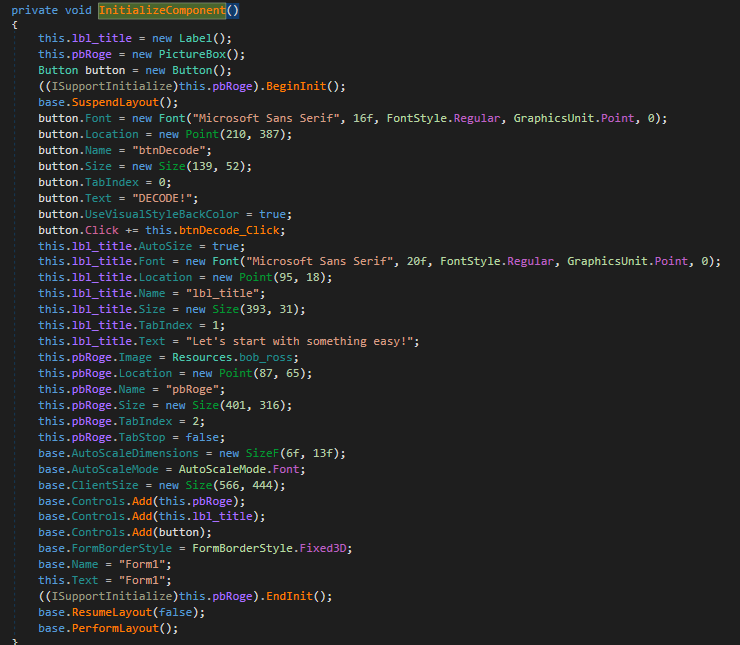 private void InitializeComponent()
{
this.lbl_title = new Label();
this.pbRoge = new PictureBox();
Button button = new Button();
((ISupportInitialize)this.pbRoge).BeginInit();
base.SuspendLayout();
button.Font = new Font("Microsoft Sans Serif", 16f, FontStyle.Regular, GraphicsUnit.Point, 0);
button.Location = new Point(210, 387);
button.Name = "btnDecode";
button.Size = new Size(139, 52);
button.TabIndex = 0;
button.Text = "DECODE!";
button.UseVisualStyleBackColor = true;
button.Click += this.btnDecode_Click;
this.lbl_title.AutoSize = true;
this.lbl_title.Font = new Font("Microsoft Sans Serif", 20f, FontStyle.Regular, GraphicsUnit.Point, 0);
this.lbl_title.Location = new Point(95, 18);
this.lbl_title.Name = "lbl_title";
this.lbl_title.Size = new Size(393, 31);
this.lbl_title.TabIndex = 1;
this.lbl_title.Text = "Let's start with something easy!";
this.pbRoge.Image = Resources.bob_ross;
this.pbRoge.Location = new Point(87, 65);
this.pbRoge.Name = "pbRoge";
this.pbRoge.Size = new Size(401, 316);
this.pbRoge.TabIndex = 2;
this.pbRoge.TabStop = false;
base.AutoScaleDimensions = new SizeF(6f, 13f);
base.AutoScaleMode = AutoScaleMode.Font;
base.ClientSize = new Size(566, 444);
base.Controls.Add(this.pbRoge);
base.Controls.Add(this.lbl_title);
base.Controls.Add(button);
base.FormBorderStyle = FormBorderStyle.Fixed3D;
base.Name = "Form1";
this.Text = "Form1";
((ISupportInitialize)this.pbRoge).EndInit();
base.ResumeLayout(false);
base.PerformLayout();
}